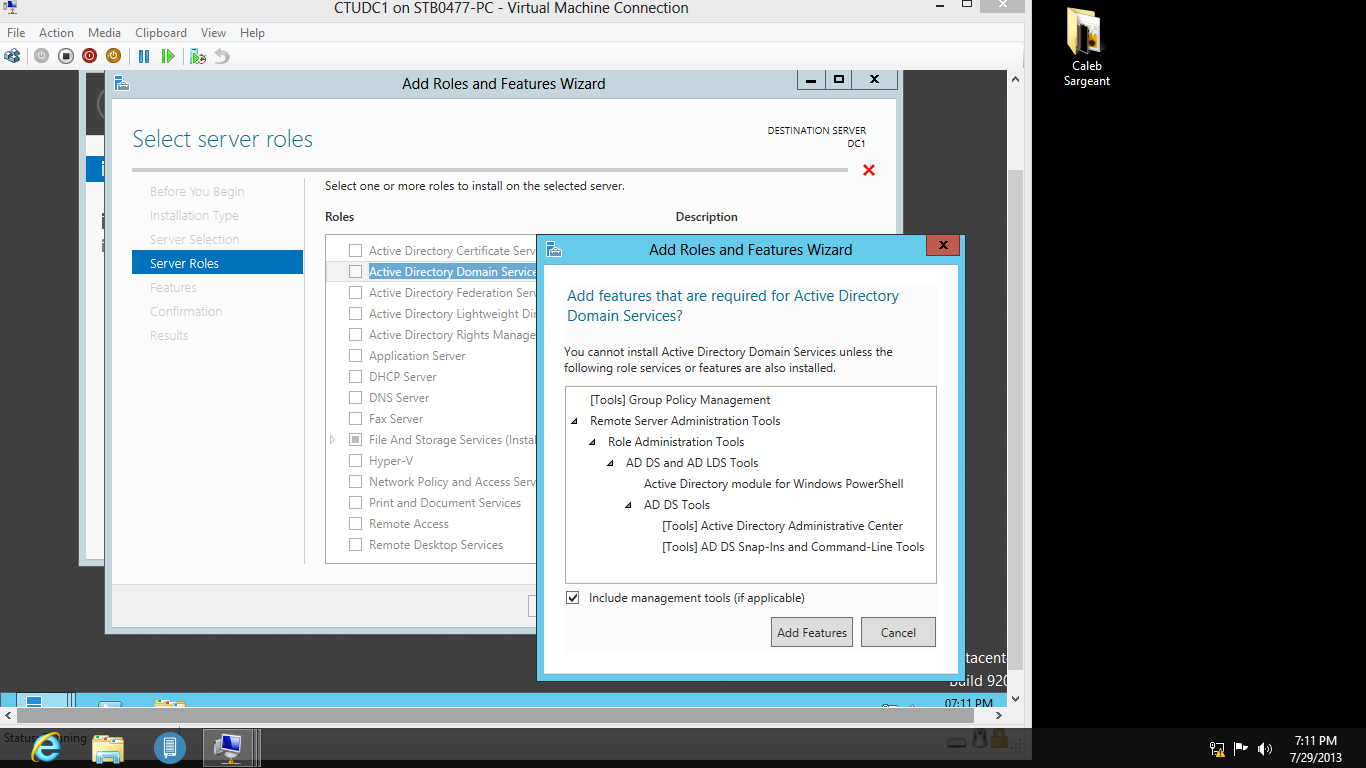 CTUDC1 on STB0477-PC - Virtual Machine Connection
File Action Media Clipboard View Help
Caleb
Sargeant
Add Roles and Features Wizard
Select server roles
DESTINATION SERVER
DC1
Before You Begin
Installation Type
Server Selection
Server Roles
Features
Confirmation
Results
Select one or more roles to install on the selected server.
Roles
Description
Active Directory Certificate Serv
Active Directory Domain Service
Active Directory Federation Serv
Active Directory Lightweight Di
Active Directory Rights Manage
Application Server
DHCP Server
DNS Server
Fax Server
File And Storage Services (Instal
Hyper-V
Network Policy and Access Serv
Print and Document Services
Remote Access
Remote Desktop Services
Add Roles and Features Wizard
Add features that are required for Active Directory
Domain Services?
You cannot install Active Directory Domain Services unless the
following role services or features are also installed.
[Tools] Group Policy Management
Remote Server Administration Tools
Role Administration Tools
AD DS and AD LDS Tools
Active Directory module for Windows PowerShell
AD DS Tools
[Tools] Active Directory Administrative Center
[Tools] AD DS Snap-Ins and Command-Line Tools
Include management tools (if applicable)
Add Features
Cancel
tacent
Build 920
07:11 PM
7:11 PM
7/29/2013